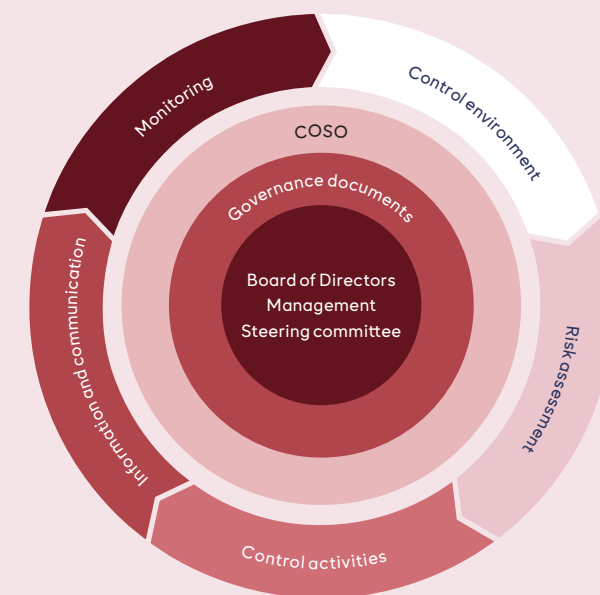 Monitoring
Control environment
COSO
Governance documents
Board of Directors
Management
Steering committee
Information and communication
Risk assessment
Control activities